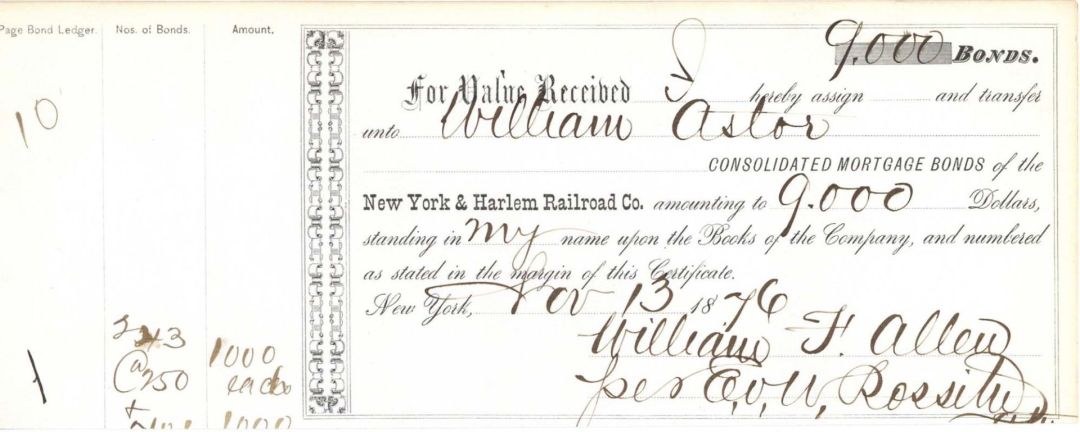 Page Bond Ledger. Nos. of Bonds. Amount.
10
243
@ 250
1000
each
1
1000
9,000 BONDS.
For Value Received I hereby assign and transfer
unto William Astor
CONSOLIDATED MORTGAGE BONDS of the
New York & Harlem Railroad Co. amounting to 9.000 Dollars,
standing in my name upon the Books of the Company, and numbered
as stated in the margin of this Certificate.
New York, Nov 13 1876
William F. Allen
per E.V.W. Rossiter